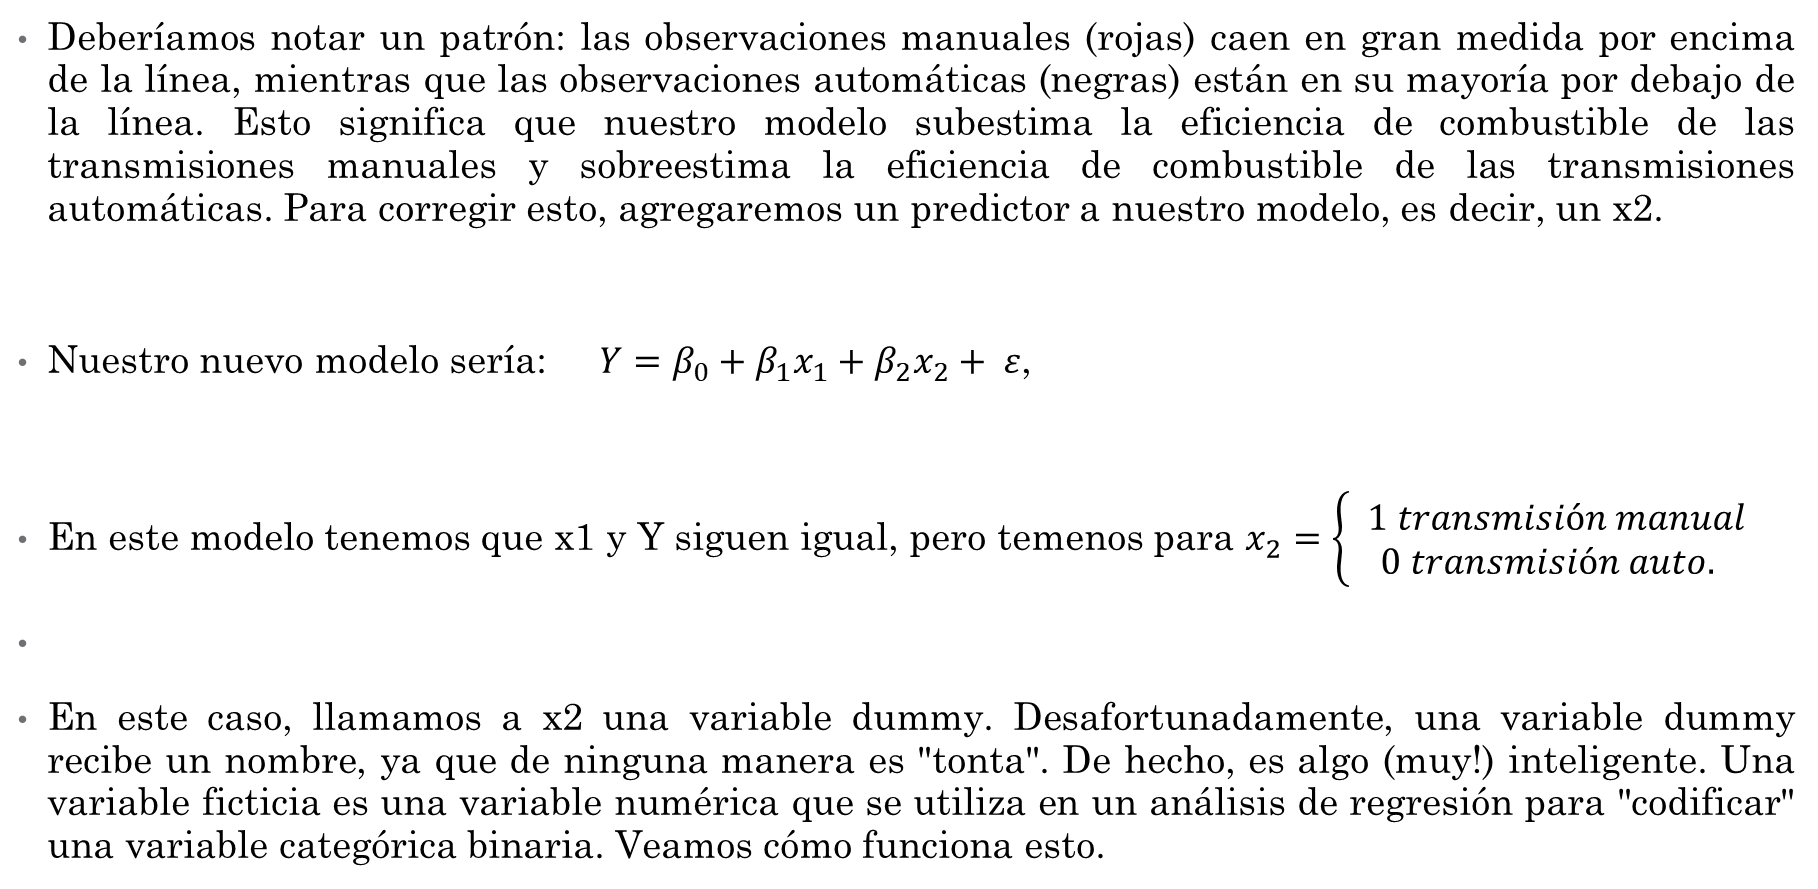 • Deberíamos notar un patrón: las observaciones manuales (rojas) caen en gran medida por encima
de la línea, mientras que las observaciones automáticas (negras) están en su mayoría por debajo de
la línea. Esto significa que nuestro modelo subestima la eficiencia de combustible de las
transmisiones manuales y sobreestima la eficiencia de combustible de las transmisiones
automáticas. Para corregir esto, agregaremos un predictor a nuestro modelo, es decir, un x2.
• Nuestro nuevo modelo sería: Y = β₀ + β₁x₁ + β₂x₂ + ε,
• En este modelo tenemos que x1 y Y siguen igual, pero temenos para x₂ = { 1 transmisión manual
0 transmisión auto.
•
• En este caso, llamamos a x2 una variable dummy. Desafortunadamente, una variable dummy
recibe un nombre, ya que de ninguna manera es "tonta". De hecho, es algo (muy!) inteligente. Una
variable ficticia es una variable numérica que se utiliza en un análisis de regresión para "codificar"
una variable categórica binaria. Veamos cómo funciona esto.